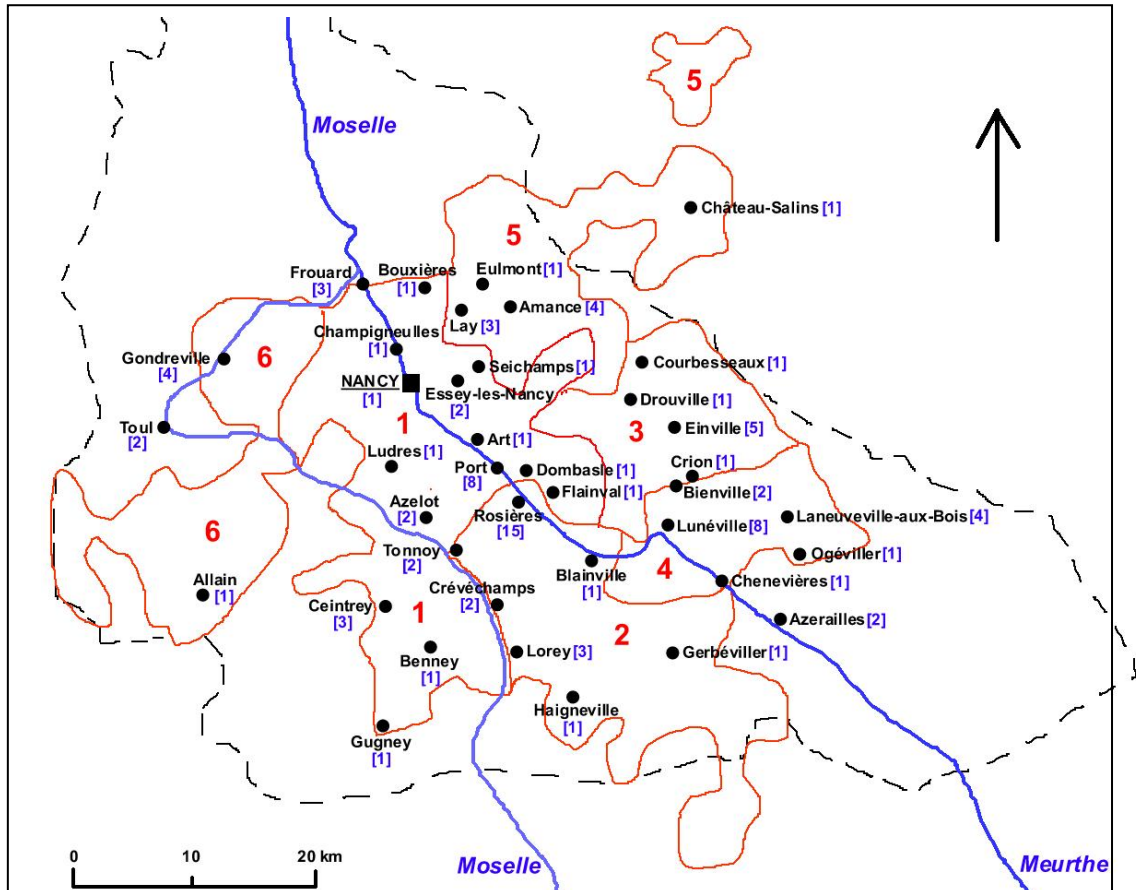 5
Moselle
Château-Salins [1]
5
Frouard
[3]
Bouxières
[1]
Eulmont [1]
Amance [4]
Lay [3]
Champigneulles
[1]
Gondreville
[4]
6
Seichamps [1]
Courbesseaux [1]
NANCY
[1]
Essey-les-Nancy
[2]
Drouville [1]
Toul
[2]
1
3
Einville [5]
Art [1]
Ludres [1]
Port
[8]
Dombasle [1]
Crion [1]
Flainval [1]
Bienville [2]
Rosières
[15]
Azelot
[2]
Lunéville [8]
Laneuveville-aux-Bois [4]
6
Tonnoy
[2]
Ogéviller [1]
Blainville
[1]
4
Chenevières [1]
Allain
[1]
Crévéchamps
[2]
Ceintrey
[3]
1
Azerailles [2]
2
Benney
[1]
Lorey [3]
Gerbéviller [1]
Haigneville
[1]
Gugney
[1]
0 10 20 km
Moselle
Meurthe